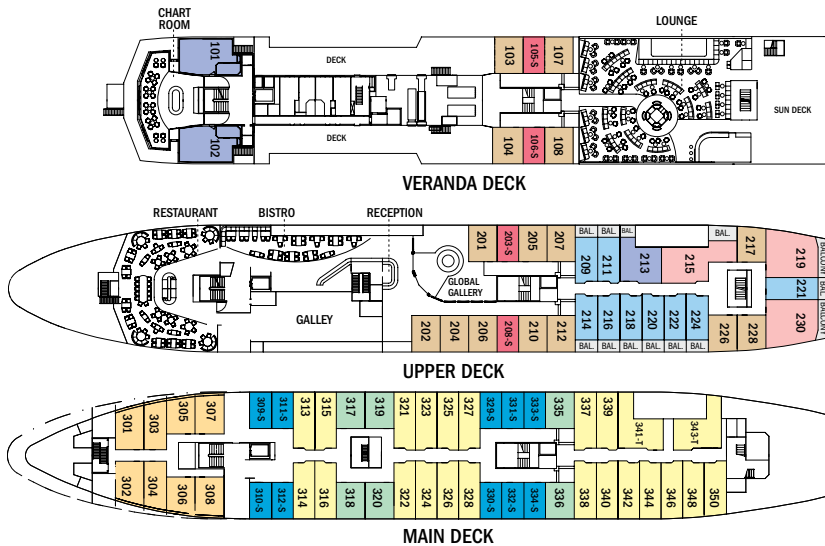 CHART
ROOM
LOUNGE
101
DECK
103
105-S
107
SUN DECK
DECK
102
104
106-S
108
VERANDA DECK
RESTAURANT
BISTRO
RECEPTION
201
203-S
205
207
BAL.
BAL.
BAL.
BAL.
209
211
213
215
217
219
BALCONY
GLOBAL
GALLERY
221
BAL.
GALLEY
202
204
206
208-S
210
212
214
216
218
220
222
224
226
228
230
BALCONY
BAL.
BAL.
BAL.
BAL.
BAL.
BAL.
UPPER DECK
301
303
305
307
309-S
311-S
313
315
317
319
321
323
325
327
329-S
331-S
333-S
335
337
339
341-T
343-T
302
304
306
308
310-S
312-S
314
316
318
320
322
324
326
328
330-S
332-S
334-S
336
338
340
342
344
346
348
350
MAIN DECK